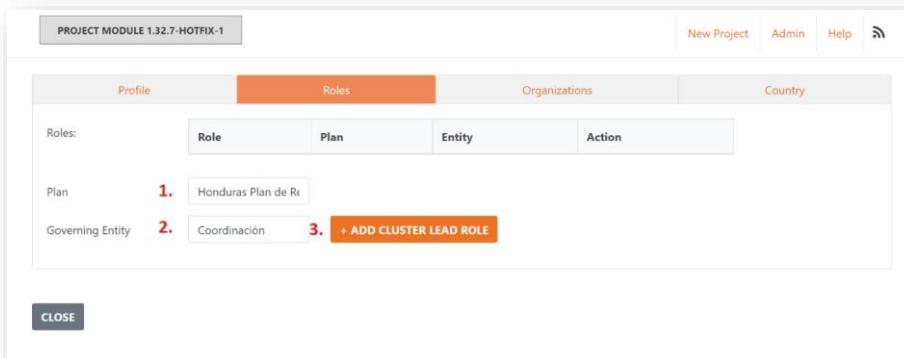 PROJECT MODULE 1.32.7-HOTFIX-1
New Project Admin Help
Profile Roles Organizations Country
Roles:
Role Plan Entity Action
Plan 1. Honduras Plan de Re
Governing Entity 2. Coordinación 3. + ADD CLUSTER LEAD ROLE
CLOSE